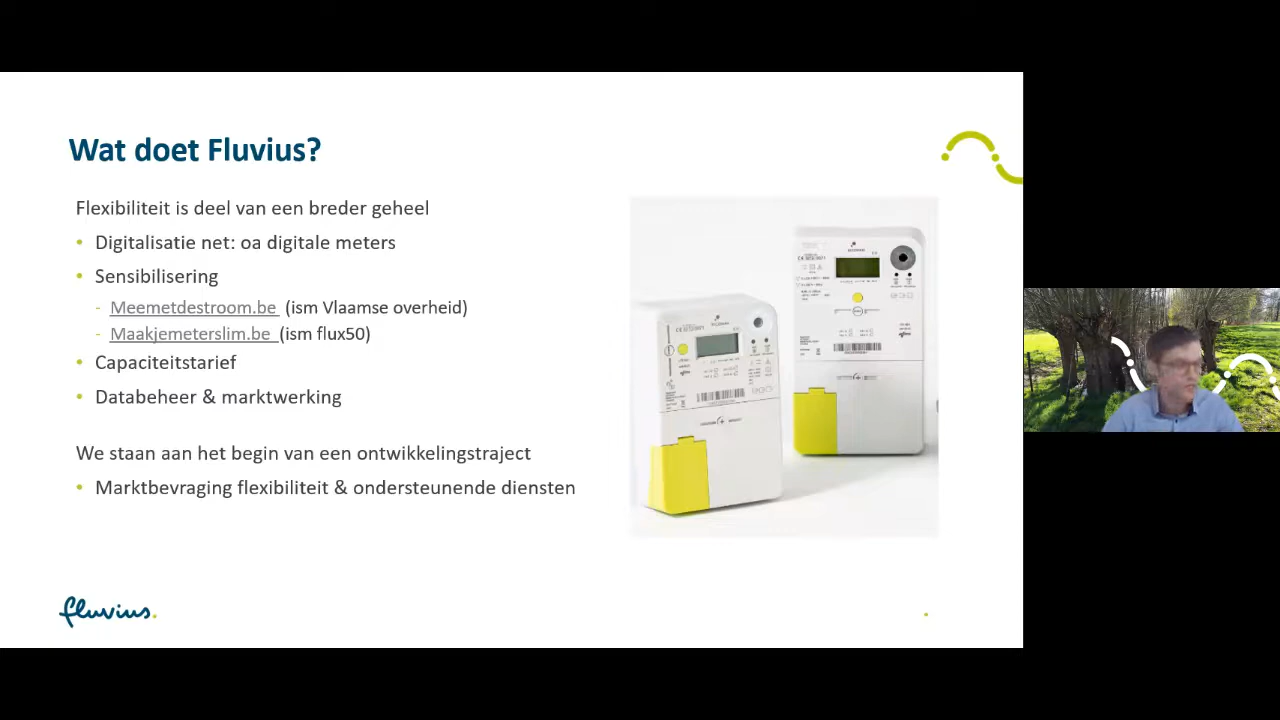 Wat doet Fluvius?
Flexibiliteit is deel van een breder geheel
• Digitalisatie net: oa digitale meters
• Sensibilisering
- Meemetdestroom.be (ism Vlaamse overheid)
- Maakjemeterslim.be (ism flux50)
• Capaciteitstarief
• Databeheer & marktwerking
We staan aan het begin van een ontwikkelingstraject
• Marktbevraging flexibiliteit & ondersteunende diensten
fluvius.